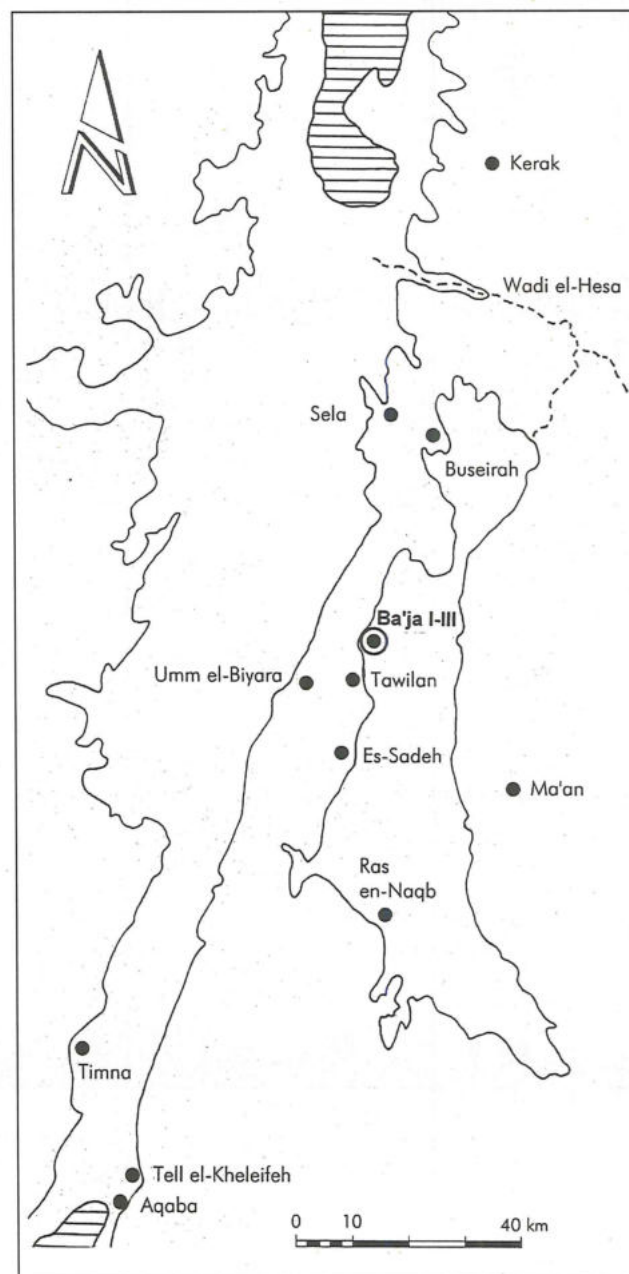 N
Kerak
Wadi el-Hesa
Sela
Buseirah
Ba'ja I-III
Umm el-Biyara
Tawilan
Es-Sadeh
Ma'an
Ras
en-Naqb
Timna
Tell el-Kheleifeh
Aqaba
0 10 40 km